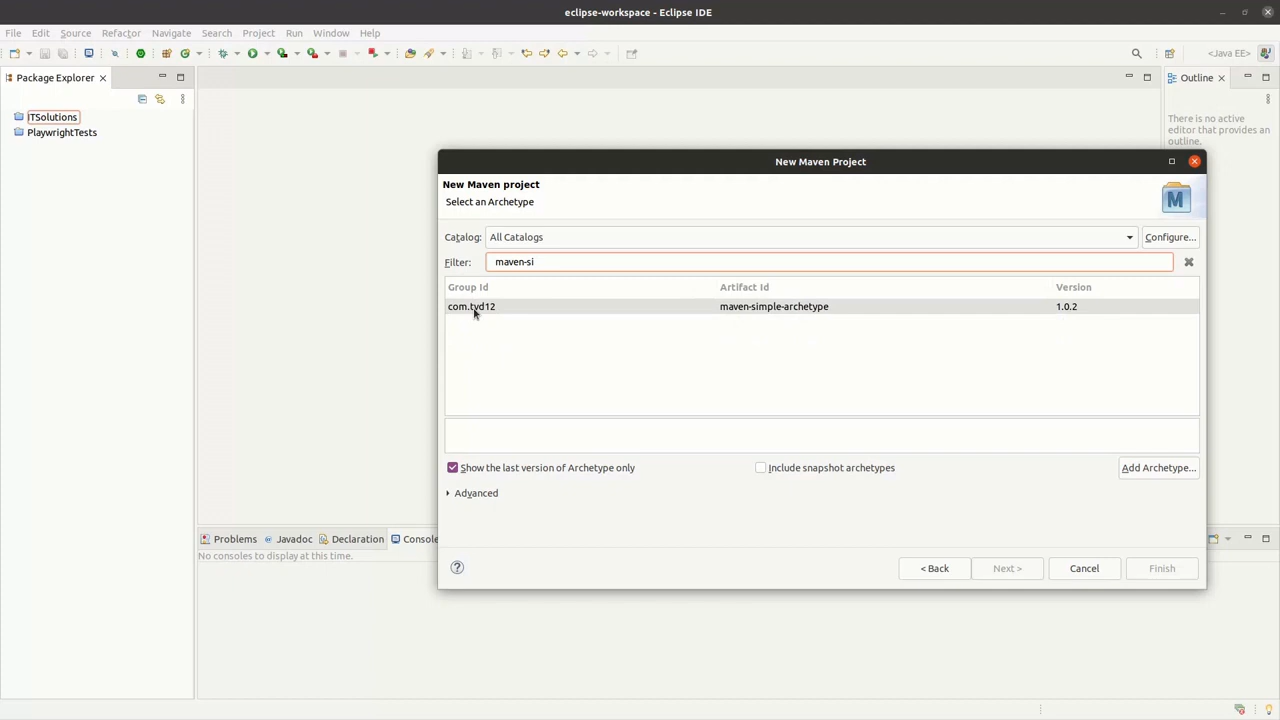 eclipse-workspace - Eclipse IDE
File Edit Source Refactor Navigate Search Project Run Window Help
<Java EE>
Package Explorer
Outline
ITSolutions
PlaywrightTests
There is no active
editor that provides an
outline.
New Maven Project
New Maven project
Select an Archetype
M
Catalog: All Catalogs Configure...
Filter: maven-si
Group Id Artifact Id Version
com.tvd12 maven-simple-archetype 1.0.2
Show the last version of Archetype only Include snapshot archetypes Add Archetype...
Advanced
Problems Javadoc Declaration Console
No consoles to display at this time.
? < Back Next > Cancel Finish